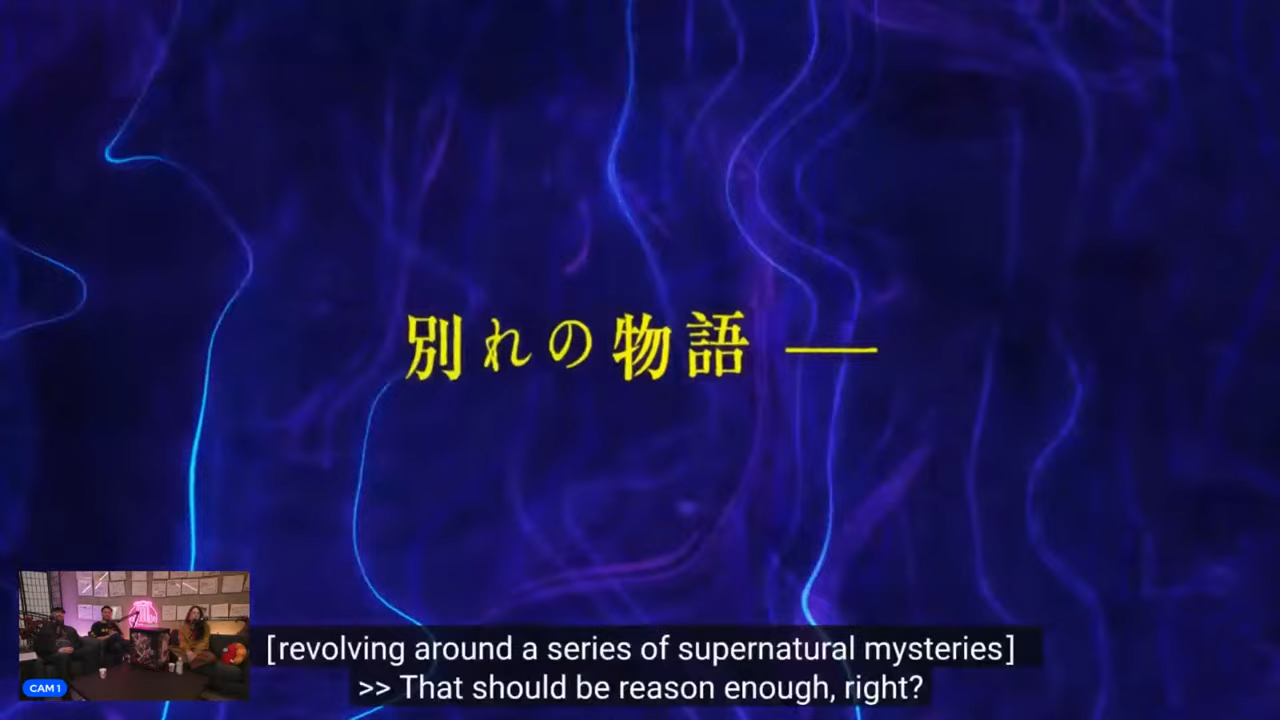 別れの物語 —
[revolving around a series of supernatural mysteries]
>> That should be reason enough, right?
CAM 1